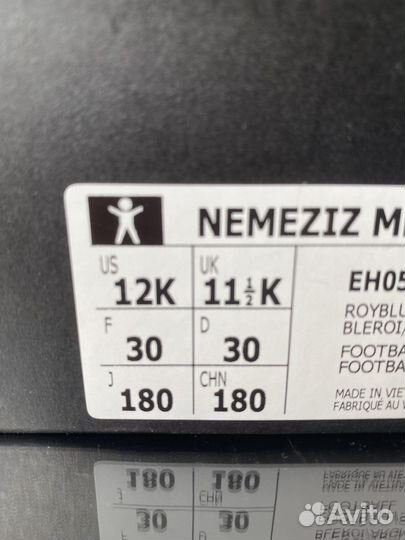 NEMEZIZ M
US UK
12K 11½K
EH05
F D
30 30
ROYBLU
BLEROI/
FOOTBA
FOOTBA
J CHN
180 180
MADE IN VIE
FABRIQUÉ AU V
Avito